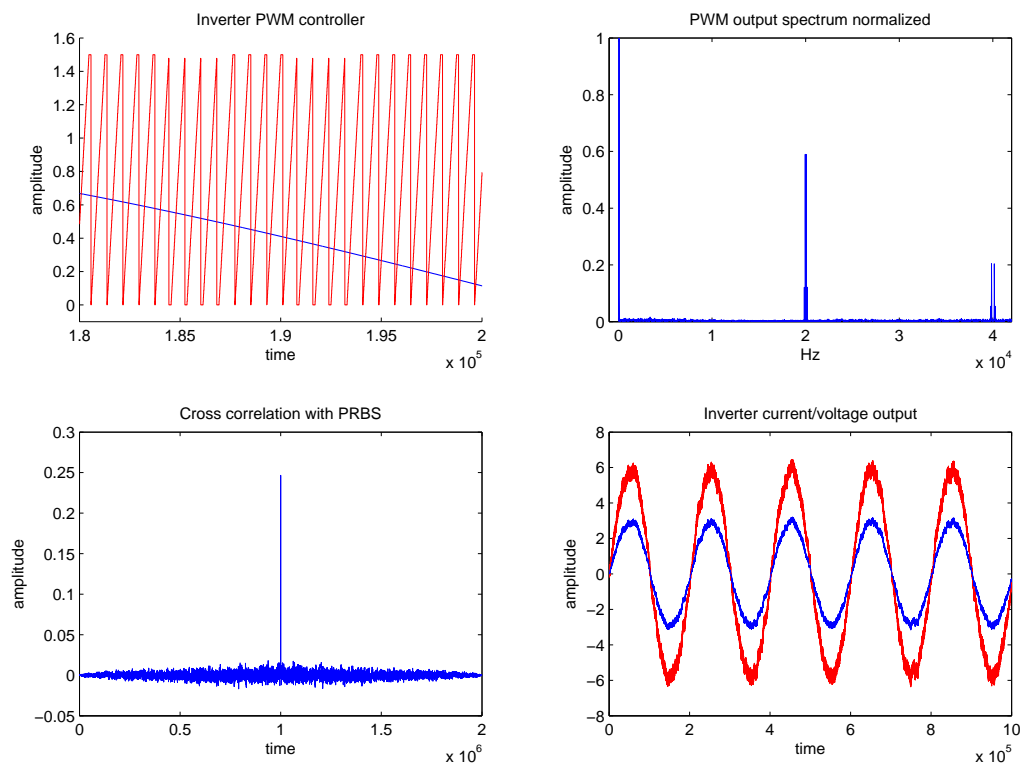 Inverter PWM controller
1.6
1.4
1.2
1
0.8
0.6
0.4
0.2
0
amplitude
1.8 1.85 1.9 1.95 2
time
x 10^5
PWM output spectrum normalized
1
0.8
0.6
0.4
0.2
0
amplitude
0 1 2 3 4
Hz
x 10^4
Cross correlation with PRBS
0.3
0.25
0.2
0.15
0.1
0.05
0
−0.05
amplitude
0 0.5 1 1.5 2
time
x 10^6
Inverter current/voltage output
8
6
4
2
0
−2
−4
−6
−8
amplitude
0 2 4 6 8 10
time
x 10^5